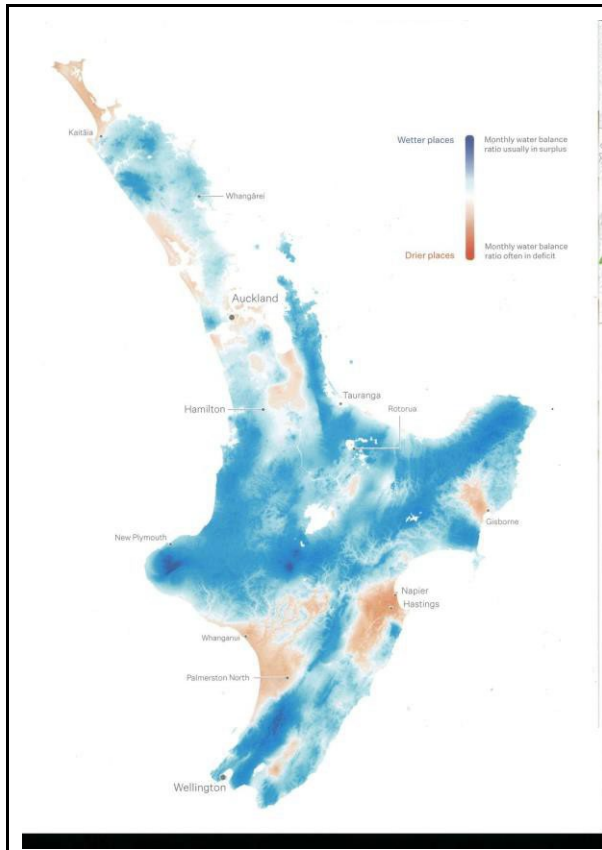 Kaitāia
Wetter places
Monthly water balance
ratio usually in surplus
Whangārei
Drier places
Monthly water balance
ratio often in deficit
Auckland
Tauranga
Hamilton
Rotorua
Gisborne
New Plymouth
Napier
Hastings
Whanganui
Palmerston North
Wellington